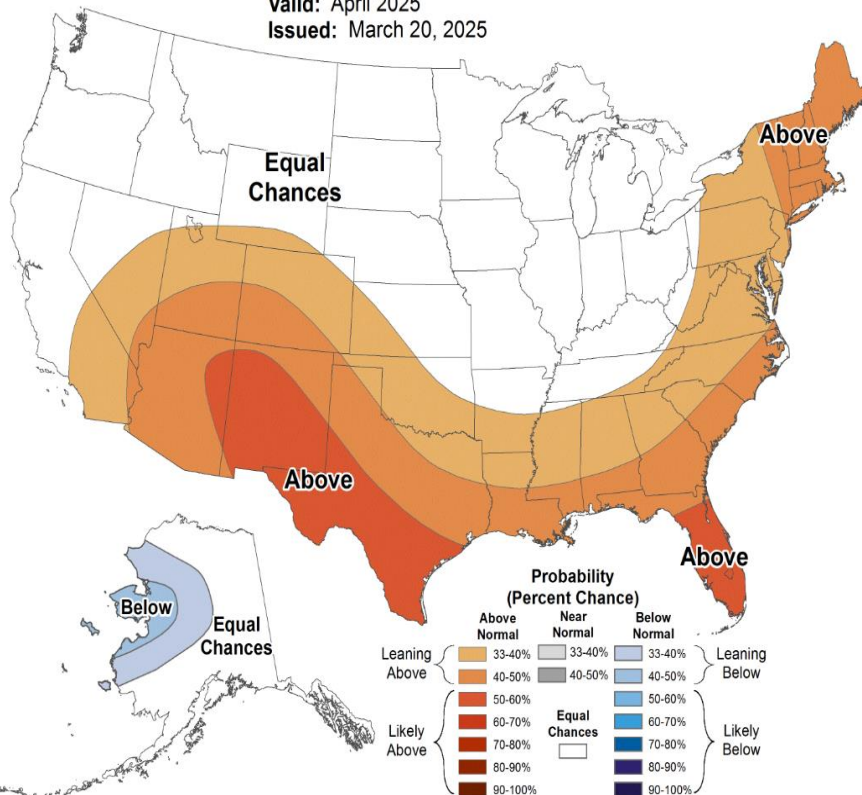 Valid: April 2025
Issued: March 20, 2025
Above
Equal
Chances
Above
Above
Below
Equal
Chances
Probability
(Percent Chance)
Above
Normal
Near
Normal
Below
Normal
Leaning
Above
33-40%
40-50%
33-40%
40-50%
33-40%
40-50%
Leaning
Below
Likely
Above
50-60%
60-70%
70-80%
80-90%
90-100%
Equal
Chances
50-60%
60-70%
70-80%
80-90%
90-100%
Likely
Below